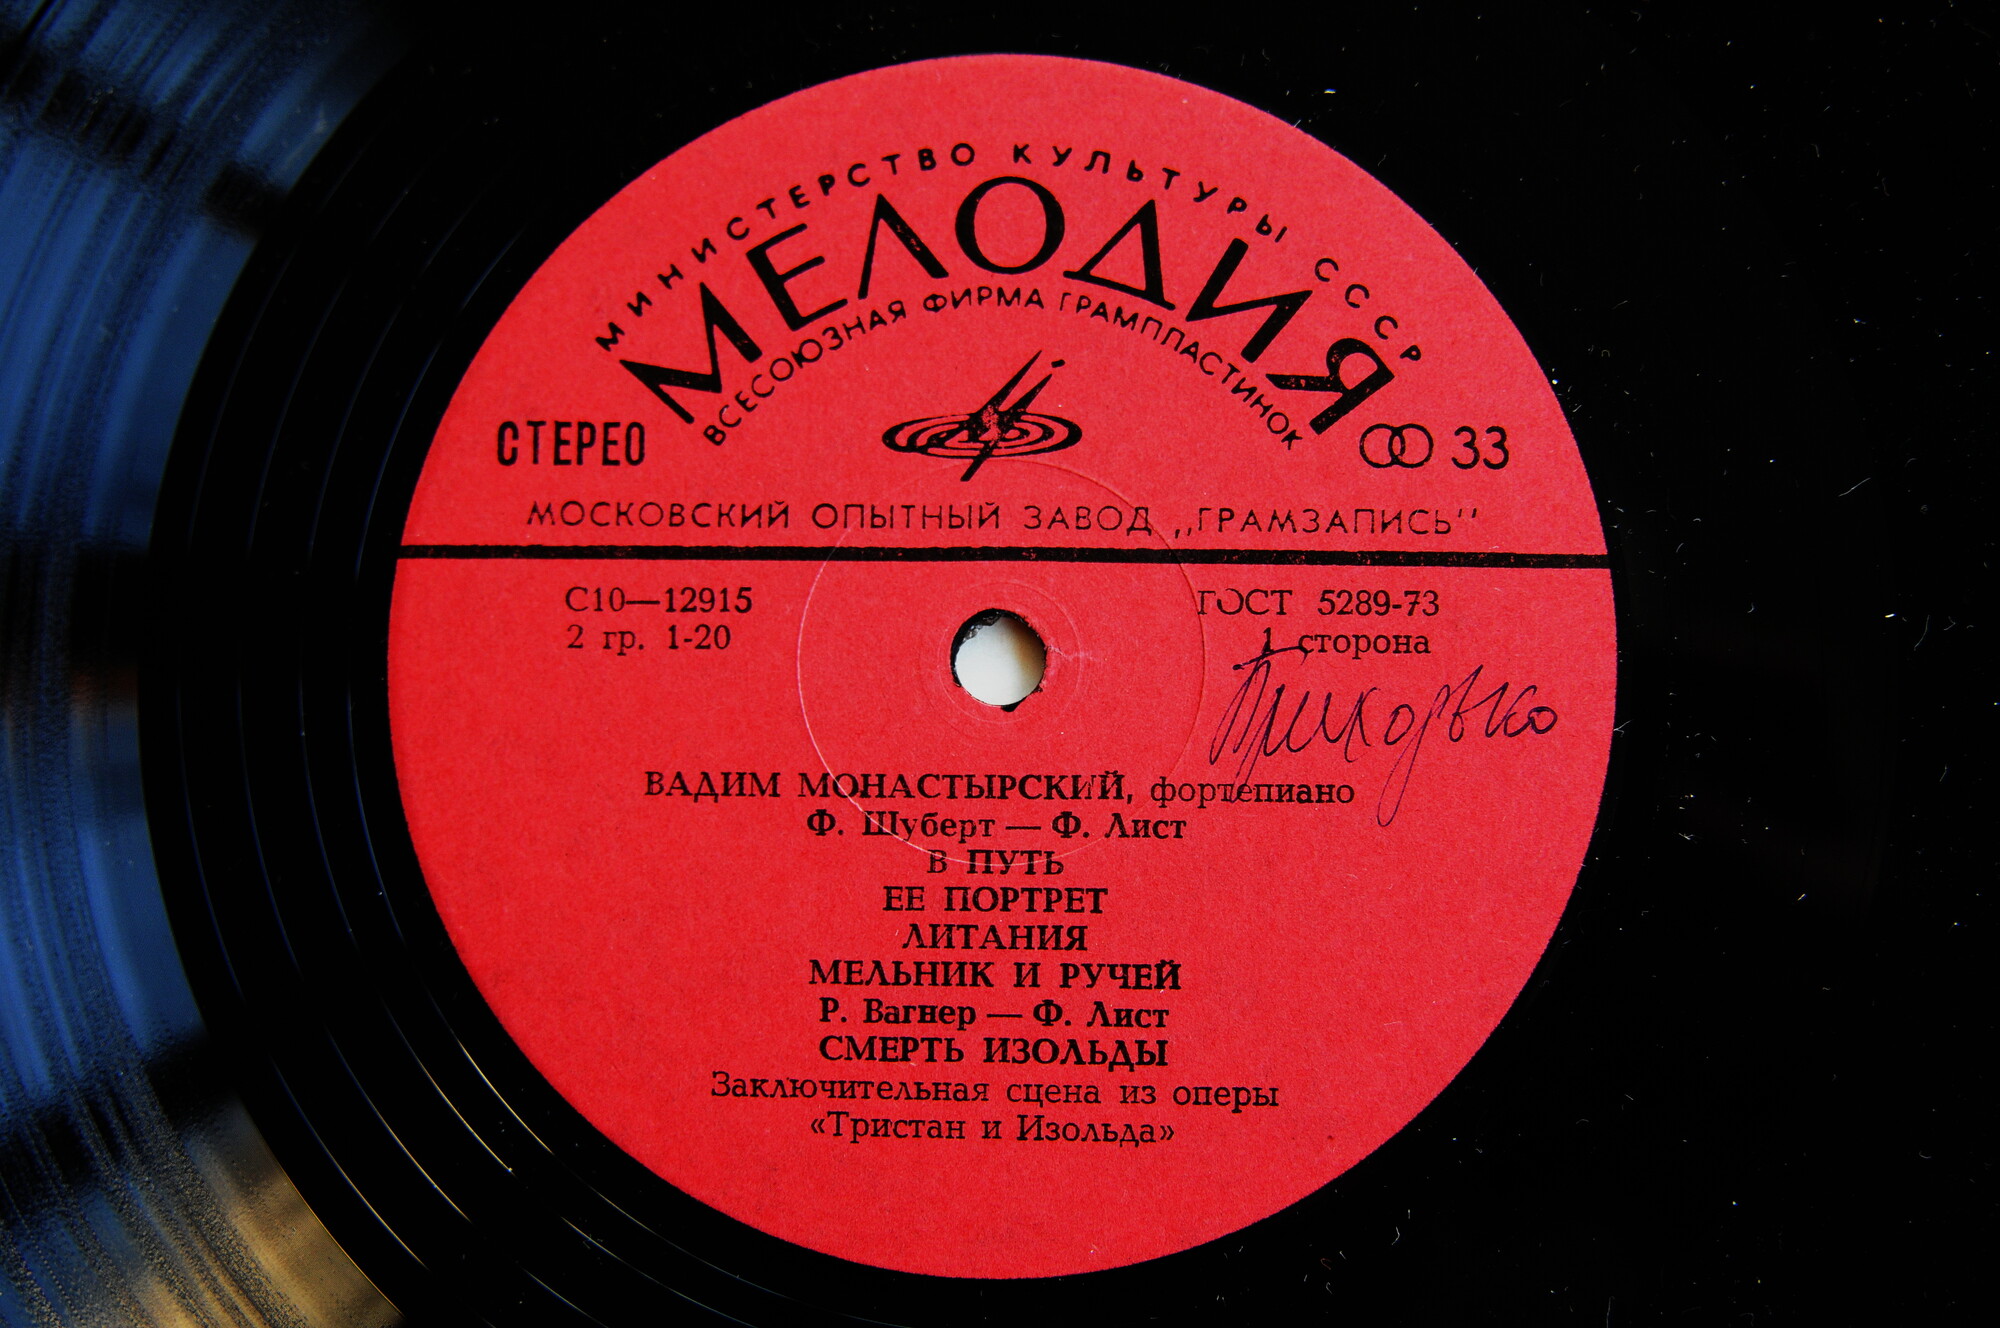 МИНИСТЕРСТВО КУЛЬТУРЫ СССР
МЕЛОДИЯ
ВСЕСОЮЗНАЯ ФИРМА ГРАМПЛАСТИНОК
СТЕРЕО
33
МОСКОВСКИЙ ОПЫТНЫЙ ЗАВОД „ГРАМЗАПИСЬ"
С10—12915
ГОСТ 5289-73
2 гр. 1-20
1 сторона
ВАДИМ МОНАСТЫРСКИЙ, фортепиано
Ф. Шуберт — Ф. Лист
В ПУТЬ
ЕЕ ПОРТРЕТ
ЛИТАНИЯ
МЕЛЬНИК И РУЧЕЙ
Р. Вагнер — Ф. Лист
СМЕРТЬ ИЗОЛЬДЫ
Заключительная сцена из оперы
«Тристан и Изольда»